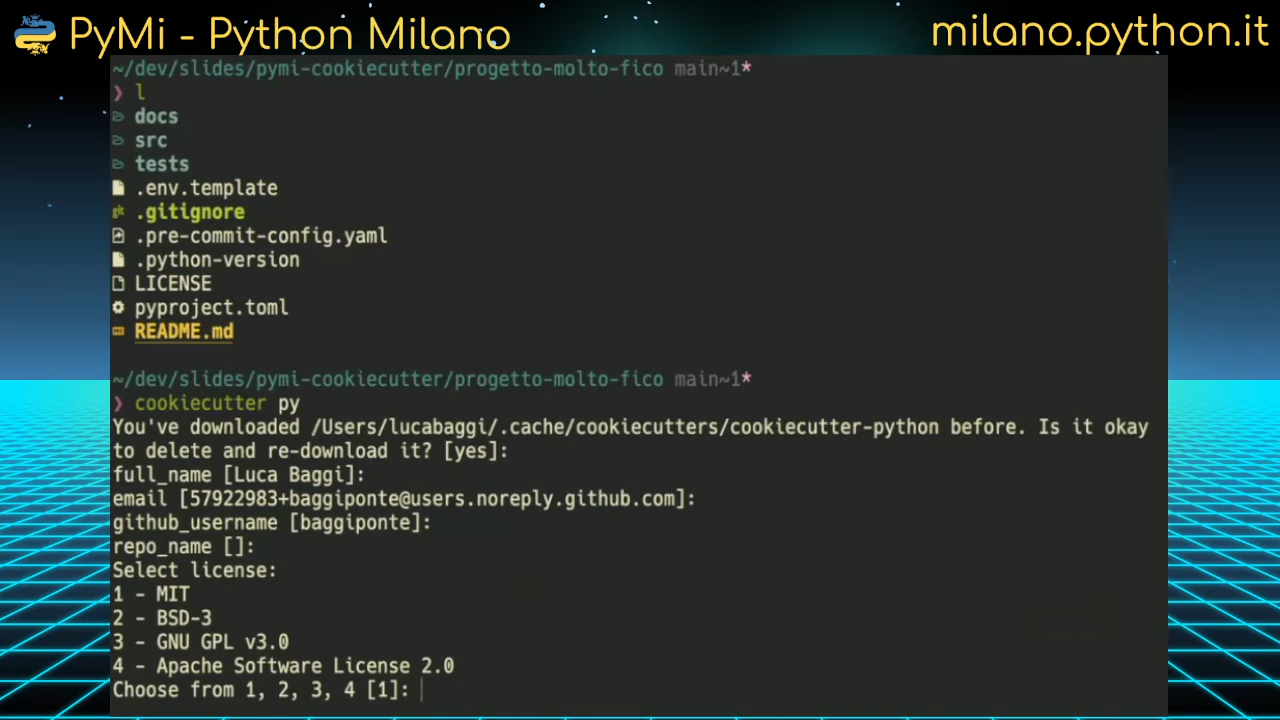 PyMi - Python Milano
milano.python.it
~/dev/slides/pymi-cookiecutter/progetto-molto-fico main~1*
❯ l
docs
src
tests
.env.template
.gitignore
.pre-commit-config.yaml
.python-version
LICENSE
pyproject.toml
README.md
~/dev/slides/pymi-cookiecutter/progetto-molto-fico main~1*
❯ cookiecutter py
You've downloaded /Users/lucabaggi/.cache/cookiecutters/cookiecutter-python before. Is it okay
to delete and re-download it? [yes]:
full_name [Luca Baggi]:
email [57922983+baggiponte@users.noreply.github.com]:
github_username [baggiponte]:
repo_name []:
Select license:
1 - MIT
2 - BSD-3
3 - GNU GPL v3.0
4 - Apache Software License 2.0
Choose from 1, 2, 3, 4 [1]: